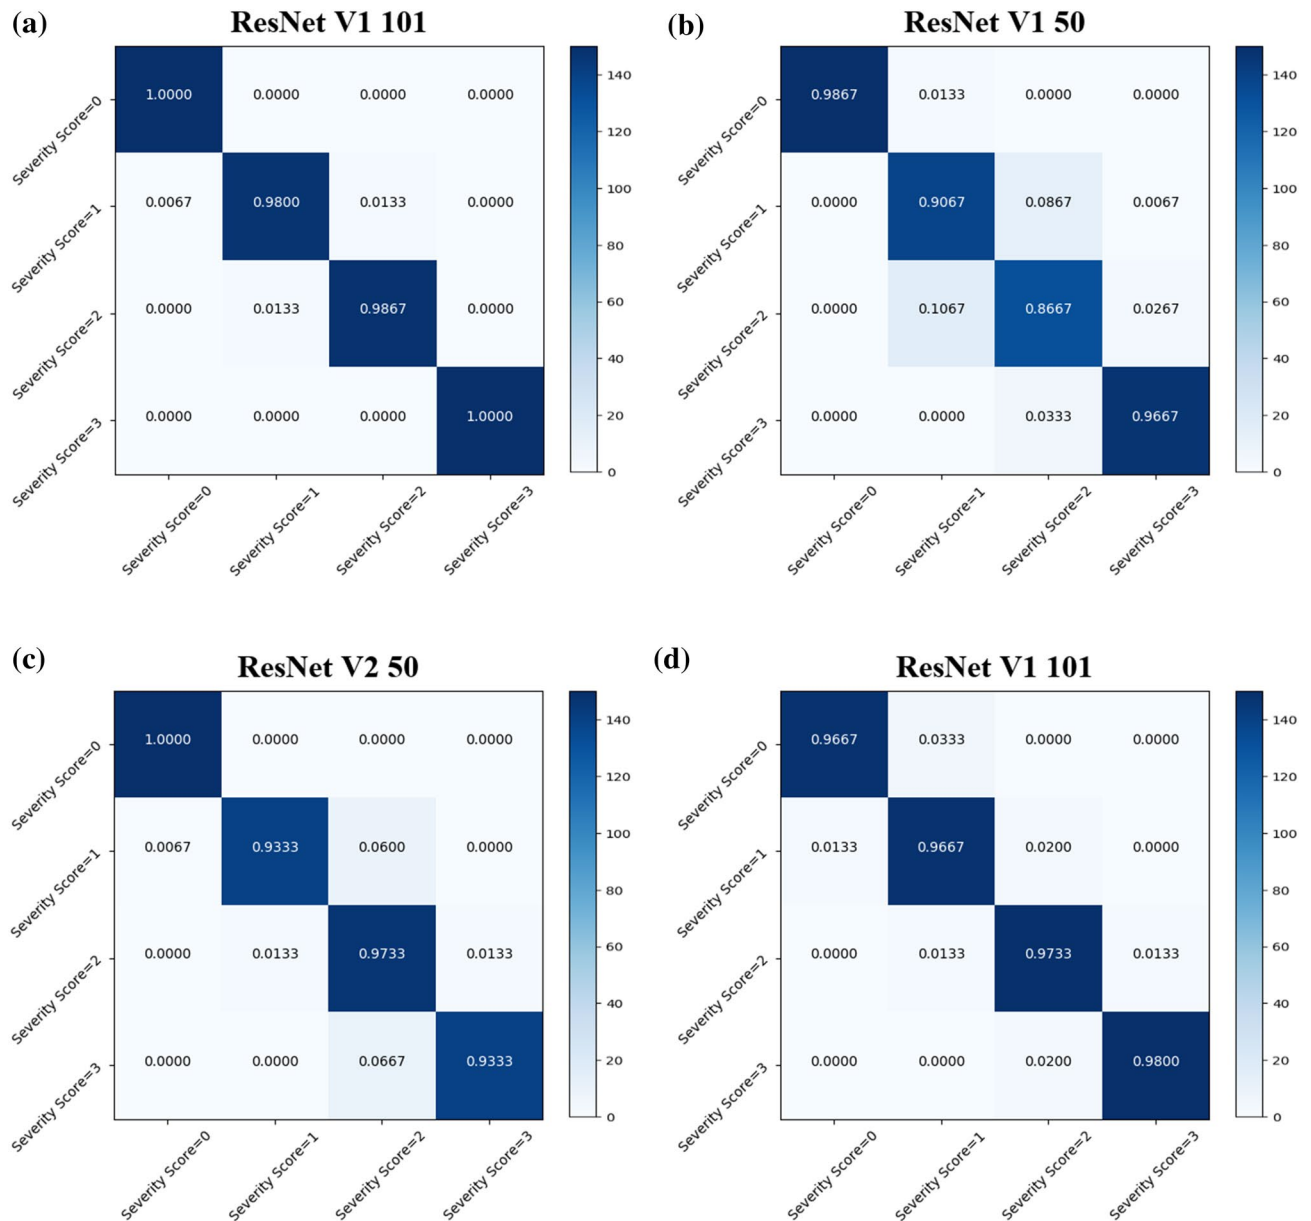 (a) ResNet V1 101
Severity Score=0 1.0000 0.0000 0.0000 0.0000
Severity Score=1 0.0067 0.9800 0.0133 0.0000
Severity Score=2 0.0000 0.0133 0.9867 0.0000
Severity Score=3 0.0000 0.0000 0.0000 1.0000
Severity Score=0 Severity Score=1 Severity Score=2 Severity Score=3
140
120
100
80
60
40
20
0
(b) ResNet V1 50
Severity Score=0 0.9867 0.0133 0.0000 0.0000
Severity Score=1 0.0000 0.9067 0.0867 0.0067
Severity Score=2 0.0000 0.1067 0.8667 0.0267
Severity Score=3 0.0000 0.0000 0.0333 0.9667
Severity Score=0 Severity Score=1 Severity Score=2 Severity Score=3
140
120
100
80
60
40
20
0
(c) ResNet V2 50
Severity Score=0 1.0000 0.0000 0.0000 0.0000
Severity Score=1 0.0067 0.9333 0.0600 0.0000
Severity Score=2 0.0000 0.0133 0.9733 0.0133
Severity Score=3 0.0000 0.0000 0.0667 0.9333
Severity Score=0 Severity Score=1 Severity Score=2 Severity Score=3
140
120
100
80
60
40
20
0
(d) ResNet V1 101
Severity Score=0 0.9667 0.0333 0.0000 0.0000
Severity Score=1 0.0133 0.9667 0.0200 0.0000
Severity Score=2 0.0000 0.0133 0.9733 0.0133
Severity Score=3 0.0000 0.0000 0.0200 0.9800
Severity Score=0 Severity Score=1 Severity Score=2 Severity Score=3
140
120
100
80
60
40
20
0